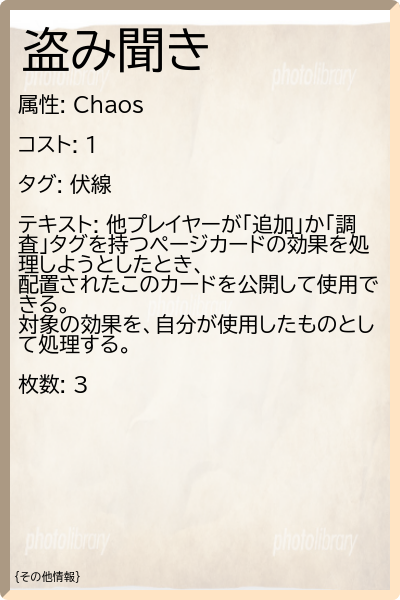 盗み聞き
属性: Chaos
コスト: 1
タグ: 伏線
テキスト: 他プレイヤーが「追加」か「調
査」タグを持つページカードの効果を処
理しようとしたとき、
配置されたこのカードを公開して使用で
きる。
対象の効果を、自分が使用したものとし
て処理する。
枚数: 3
{その他情報}
photolibrary
photolibrary
photolibrary
photolibrary
photolibrary